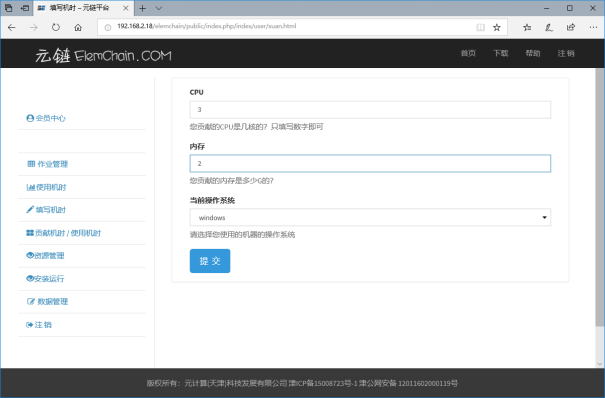 填写机时 – 元链平台
192.168.2.18/elemchain/public/index.php/index/user/xuan.html
元链 ElemChain.COM
首页 下载 帮助 注销
会员中心
作业管理
使用机时
填写机时
贡献机时 / 使用机时
资源管理
安装运行
数据管理
注销
CPU
3
您贡献的CPU是几核的？只填写数字即可
内存
2
您贡献的内存是多少G的？
当前操作系统
windows
请选择您使用的机器的操作系统
提 交
版权所有：元计算(天津)科技发展有限公司 津ICP备15008723号-1 津公网安备 12011602000119号